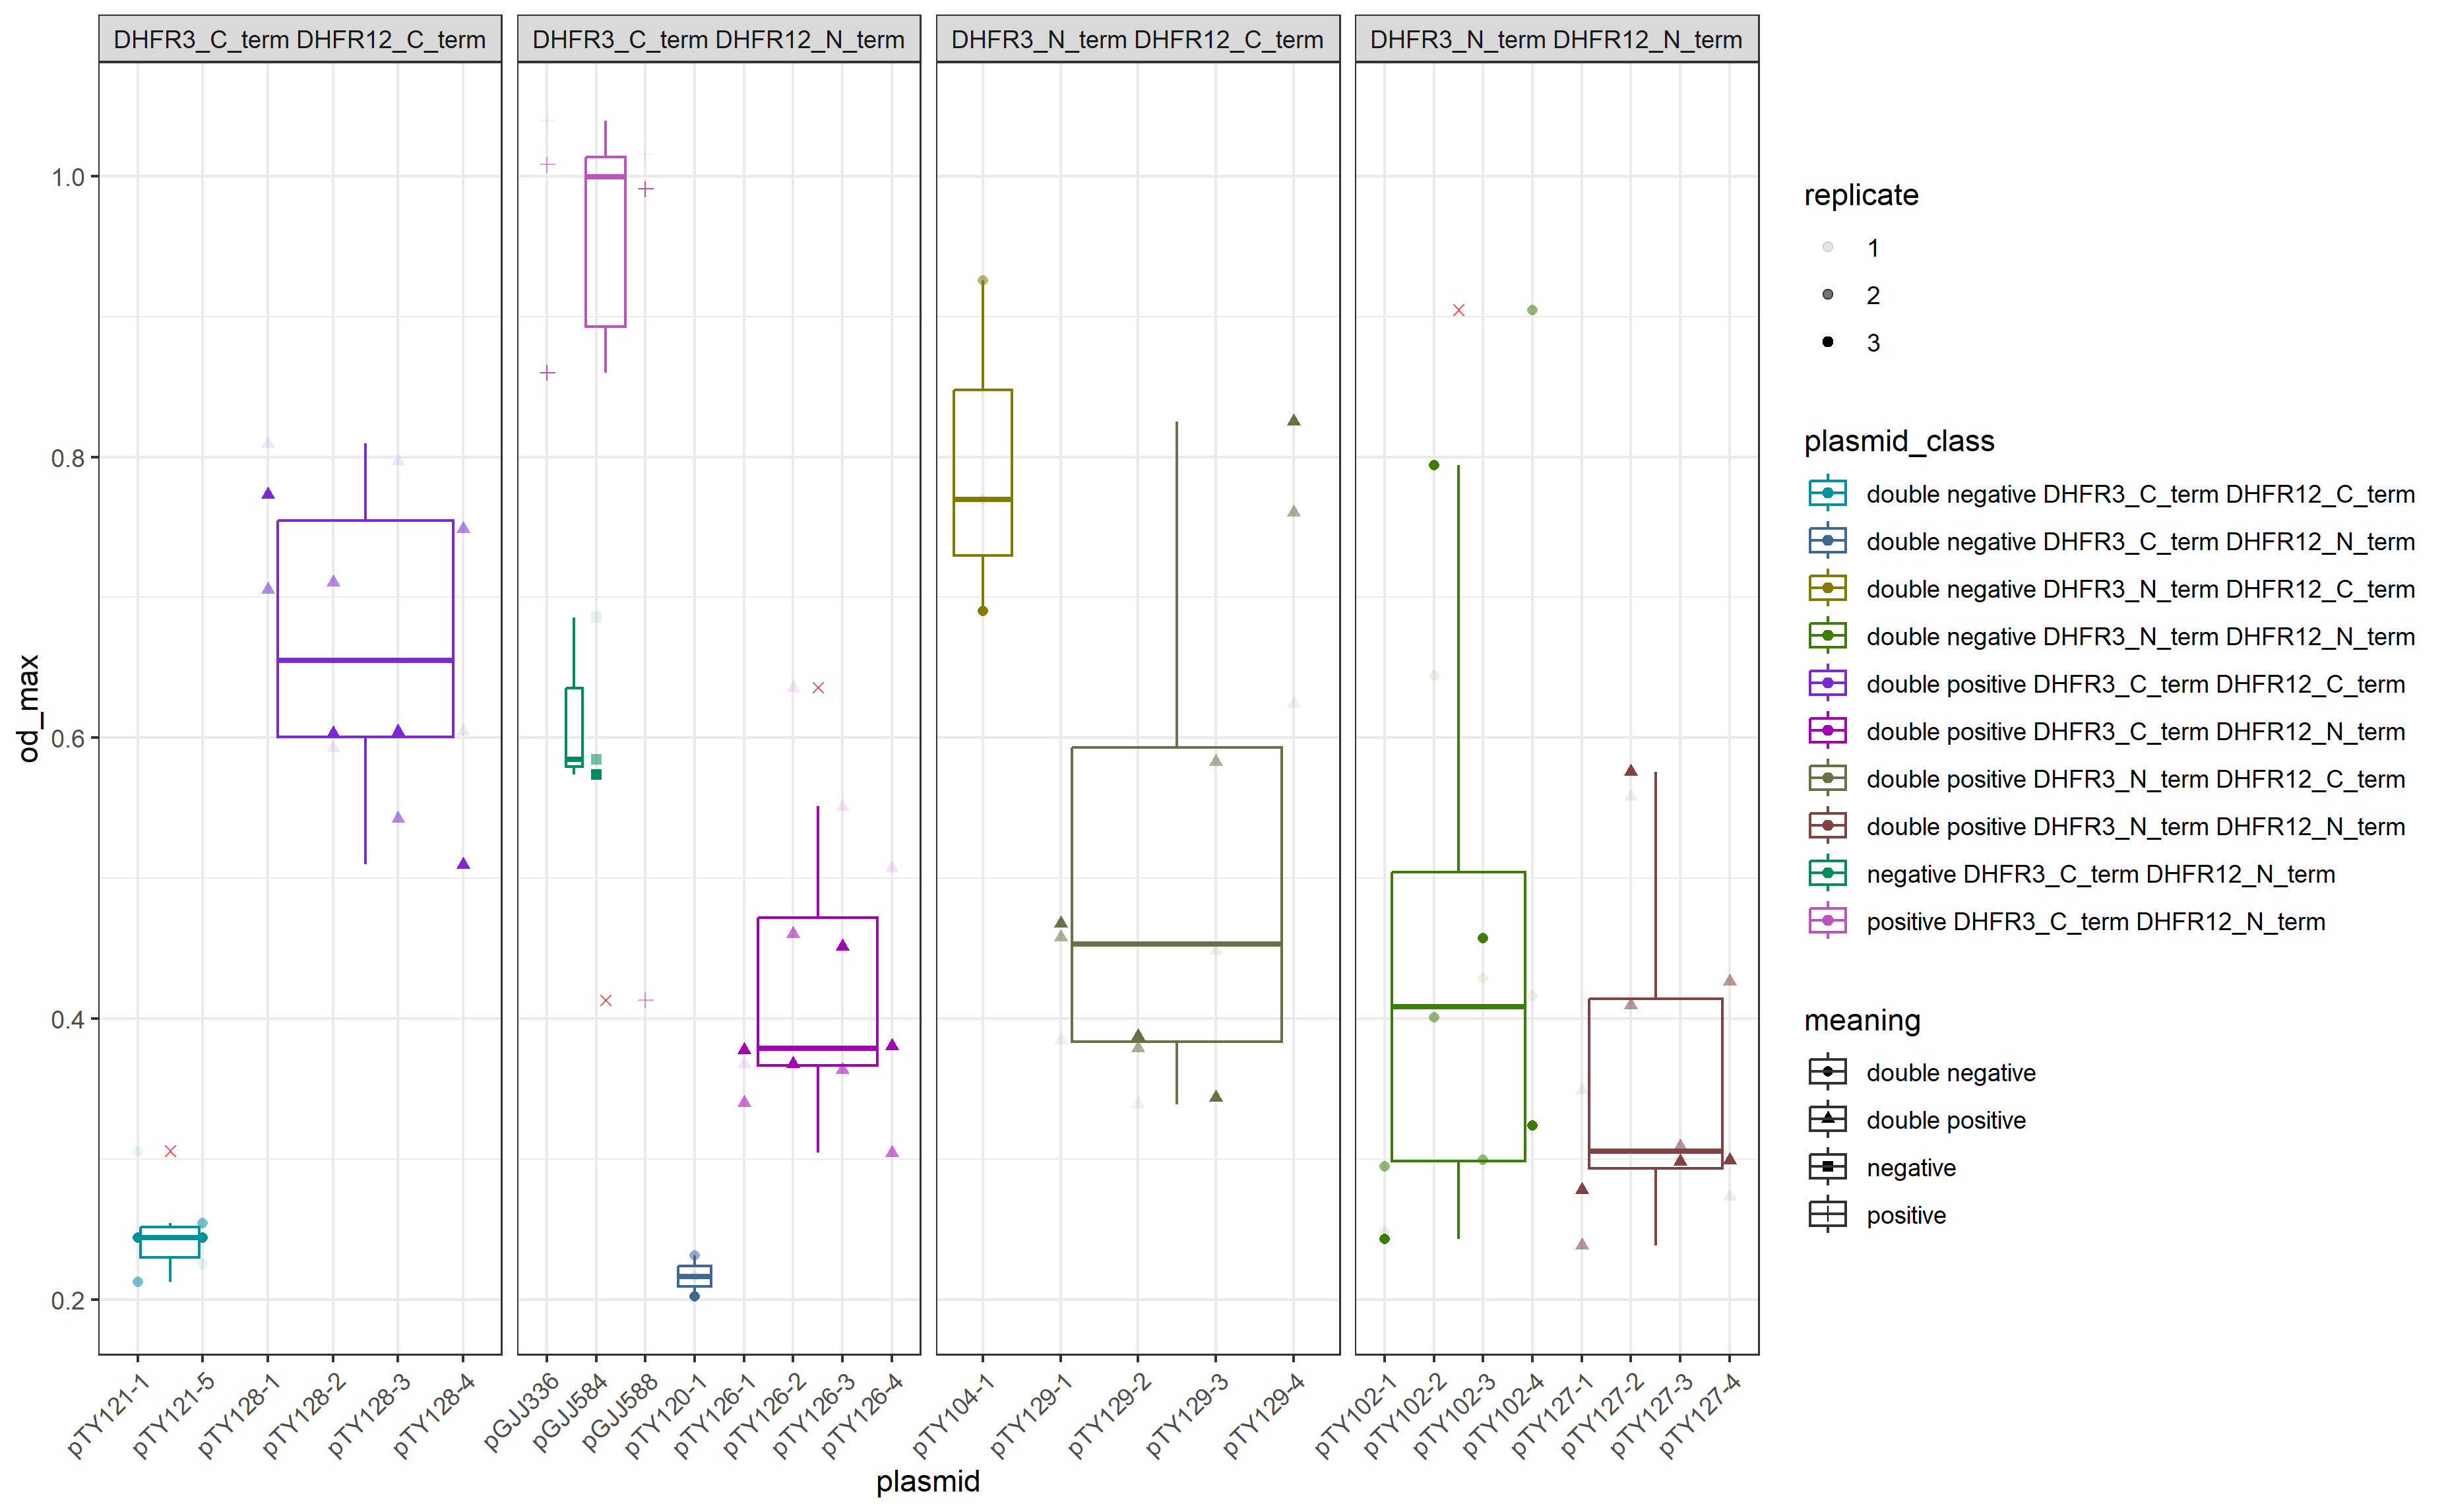 DHFR3_C_term DHFR12_C_term
DHFR3_C_term DHFR12_N_term
DHFR3_N_term DHFR12_C_term
DHFR3_N_term DHFR12_N_term
1.0
0.8
0.6
0.4
0.2
od_max
pTY121-1
pTY121-5
pTY128-1
pTY128-2
pTY128-3
pTY128-4
pGJJ336
pGJJ584
pGJJ588
pTY120-1
pTY126-1
pTY126-2
pTY126-3
pTY126-4
pTY104-1
pTY129-1
pTY129-2
pTY129-3
pTY129-4
pTY102-1
pTY102-2
pTY102-3
pTY102-4
pTY127-1
pTY127-2
pTY127-3
pTY127-4
plasmid
replicate
1
2
3
plasmid_class
double negative DHFR3_C_term DHFR12_C_term
double negative DHFR3_C_term DHFR12_N_term
double negative DHFR3_N_term DHFR12_C_term
double negative DHFR3_N_term DHFR12_N_term
double positive DHFR3_C_term DHFR12_C_term
double positive DHFR3_C_term DHFR12_N_term
double positive DHFR3_N_term DHFR12_C_term
double positive DHFR3_N_term DHFR12_N_term
negative DHFR3_C_term DHFR12_N_term
positive DHFR3_C_term DHFR12_N_term
meaning
double negative
double positive
negative
positive